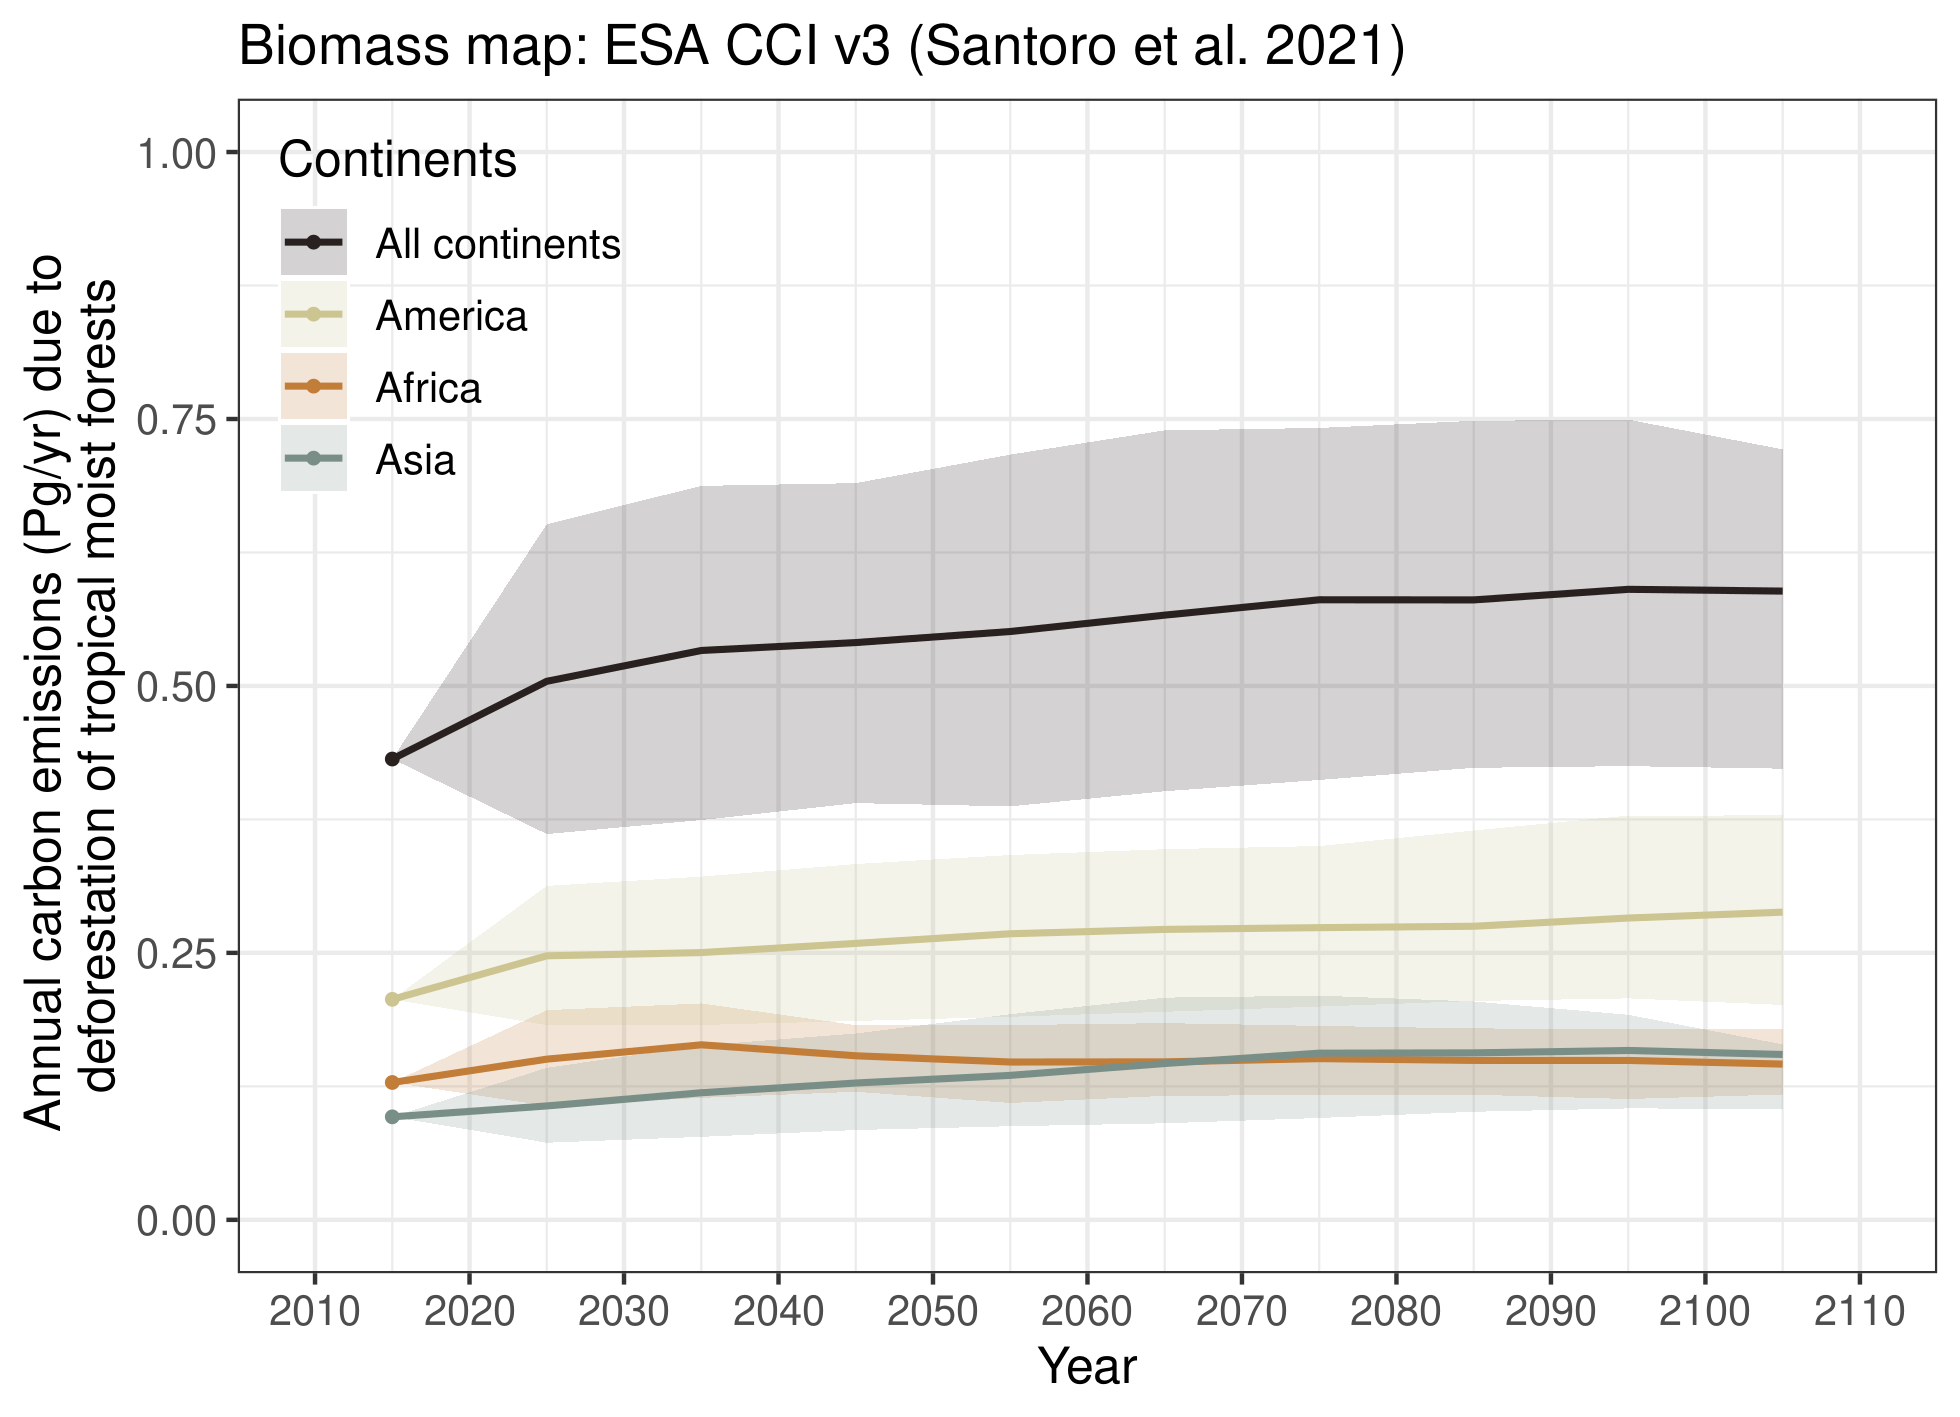 Biomass map: ESA CCI v3 (Santoro et al. 2021)
Annual carbon emissions (Pg/yr) due to
deforestation of tropical moist forests
1.00
0.75
0.50
0.25
0.00
Continents
All continents
America
Africa
Asia
2010 2020 2030 2040 2050 2060 2070 2080 2090 2100 2110
Year